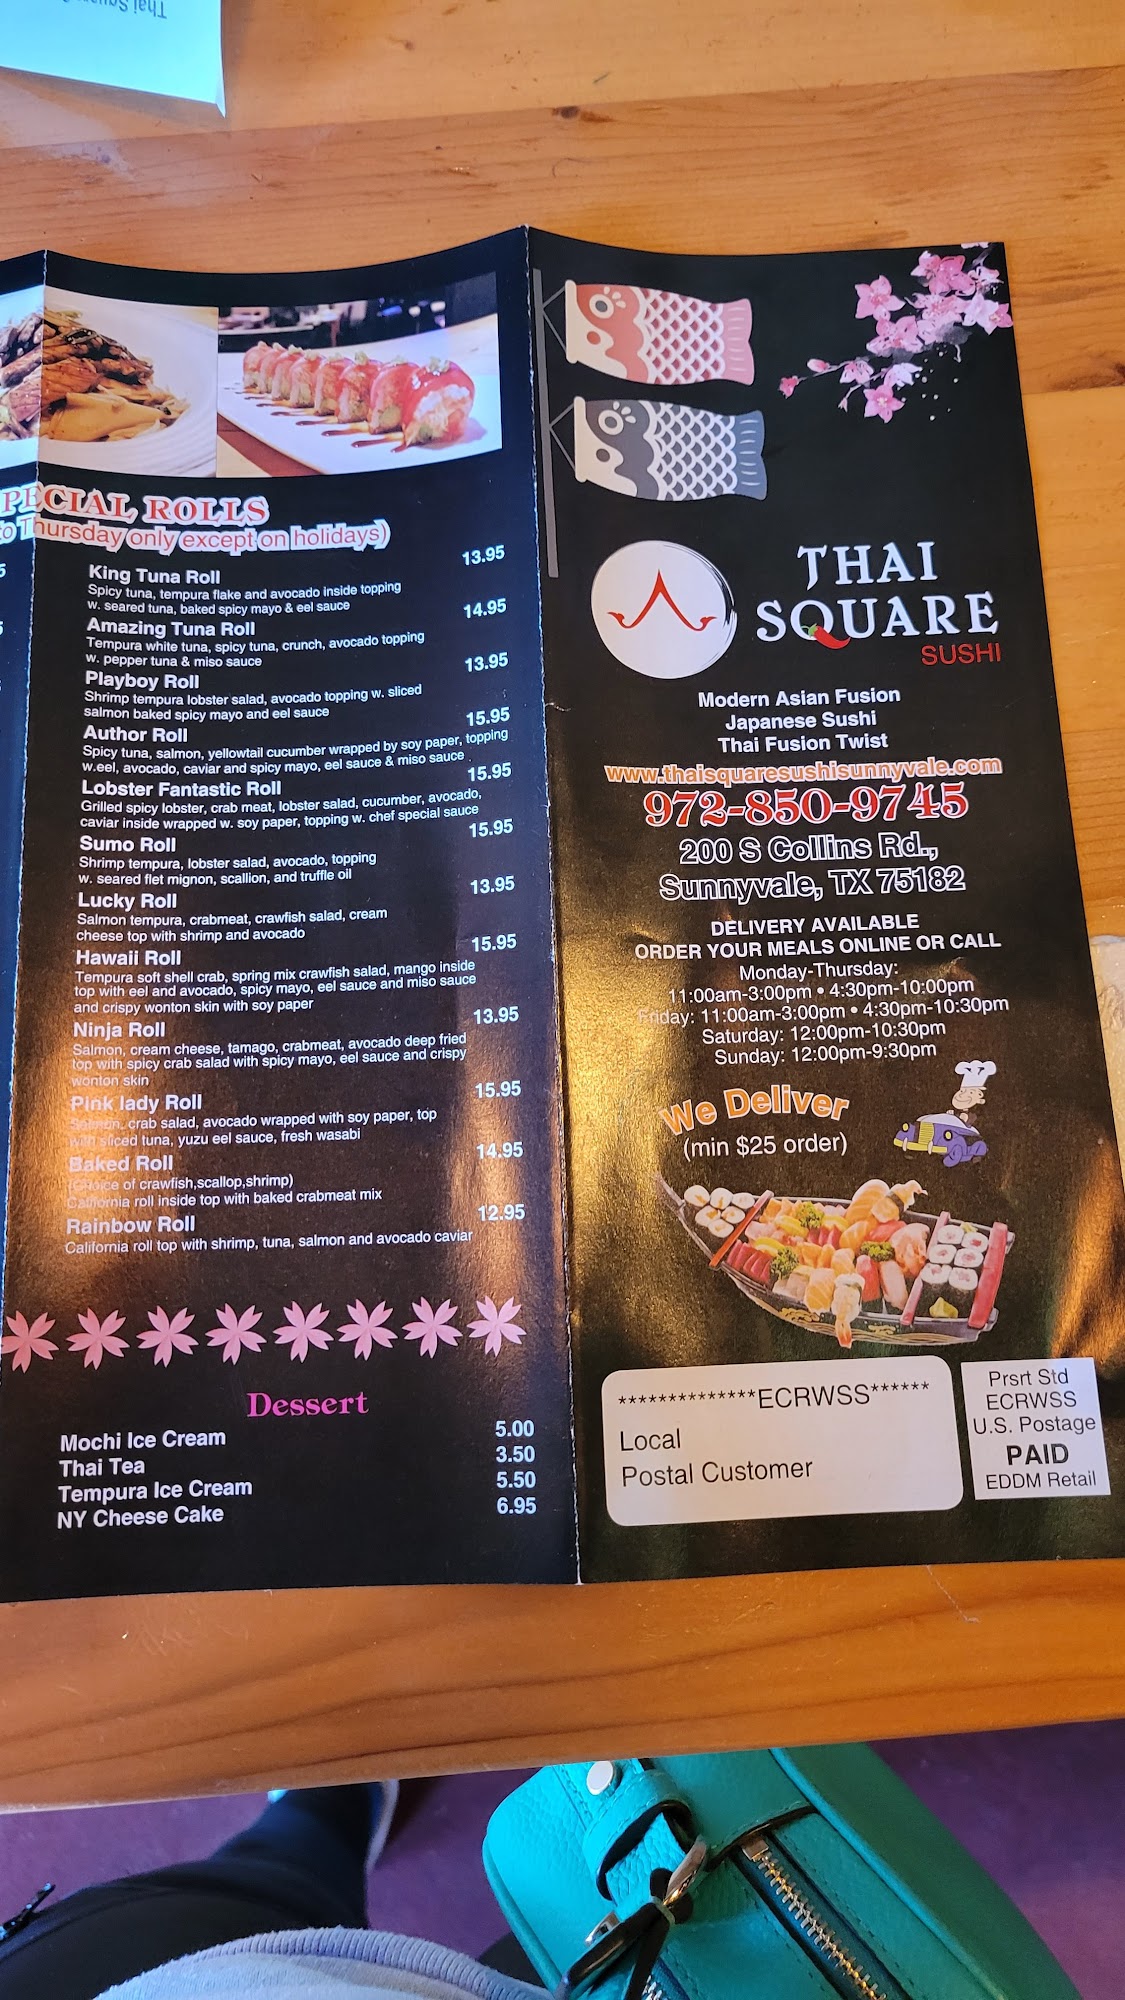 Thai Square
PECIAL ROLLS
to Thursday only except on holidays)
King Tuna Roll 13.95
Spicy tuna, tempura flake and avocado inside topping
w. seared tuna, baked spicy mayo & eel sauce
Amazing Tuna Roll 14.95
Tempura white tuna, spicy tuna, crunch, avocado topping
w. pepper tuna & miso sauce
Playboy Roll 13.95
Shrimp tempura lobster salad, avocado topping w. sliced
salmon baked spicy mayo and eel sauce
Author Roll 15.95
Spicy tuna, salmon, yellowtail cucumber wrapped by soy paper, topping
w.eel, avocado, caviar and spicy mayo, eel sauce & miso sauce
Lobster Fantastic Roll 15.95
Grilled spicy lobster, crab meat, lobster salad, cucumber, avocado,
caviar inside wrapped w. soy paper, topping w. chef special sauce
Sumo Roll 15.95
Shrimp tempura, lobster salad, avocado, topping
w. seared flet mignon, scallion, and truffle oil
Lucky Roll 13.95
Salmon tempura, crabmeat, crawfish salad, cream
cheese top with shrimp and avocado
Hawaii Roll 15.95
Tempura soft shell crab, spring mix crawfish salad, mango inside
top with eel and avocado, spicy mayo, eel sauce and miso sauce
and crispy wonton skin with soy paper
Ninja Roll 13.95
Salmon, cream cheese, tamago, crabmeat, avocado deep fried
top with spicy crab salad with spicy mayo, eel sauce and crispy
wonton skin
Pink lady Roll 15.95
Salmon, crab salad, avocado wrapped with soy paper, top
with sliced tuna, yuzu eel sauce, fresh wasabi
Baked Roll 14.95
(Choice of crawfish,scallop,shrimp)
California roll inside top with baked crabmeat mix
Rainbow Roll 12.95
California roll top with shrimp, tuna, salmon and avocado caviar
Dessert
Mochi Ice Cream 5.00
Thai Tea 3.50
Tempura Ice Cream 5.50
NY Cheese Cake 6.95
THAI
SQUARE
SUSHI
Modern Asian Fusion
Japanese Sushi
Thai Fusion Twist
www.thaisquaresushisunnyvale.com
972-850-9745
200 S Collins Rd.,
Sunnyvale, TX 75182
DELIVERY AVAILABLE
ORDER YOUR MEALS ONLINE OR CALL
Monday-Thursday:
11:00am-3:00pm • 4:30pm-10:00pm
Friday: 11:00am-3:00pm • 4:30pm-10:30pm
Saturday: 12:00pm-10:30pm
Sunday: 12:00pm-9:30pm
We Deliver
(min $25 order)
**************ECRWSS******
Local
Postal Customer
Prsrt Std
ECRWSS
U.S. Postage
PAID
EDDM Retail